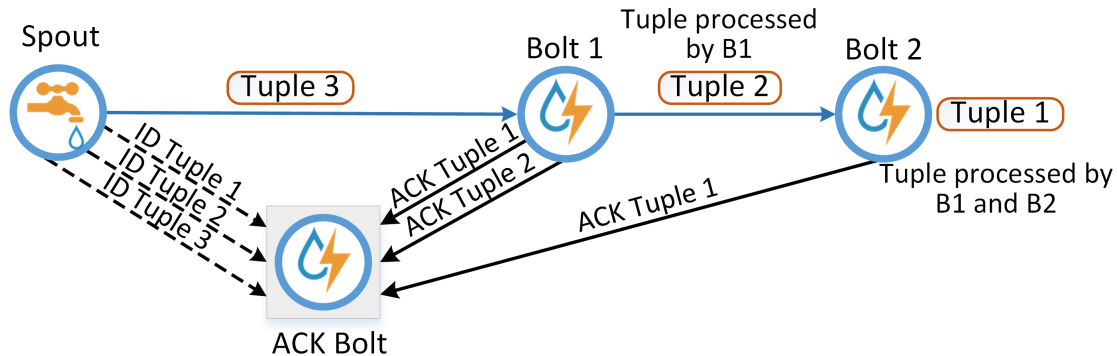 Spout
Tuple 3
Bolt 1
Tuple processed
by B1
Tuple 2
Bolt 2
Tuple 1
Tuple processed by
B1 and B2
ID Tuple 1
ID Tuple 2
ID Tuple 3
ACK Tuple 1
ACK Tuple 2
ACK Tuple 1
ACK Bolt